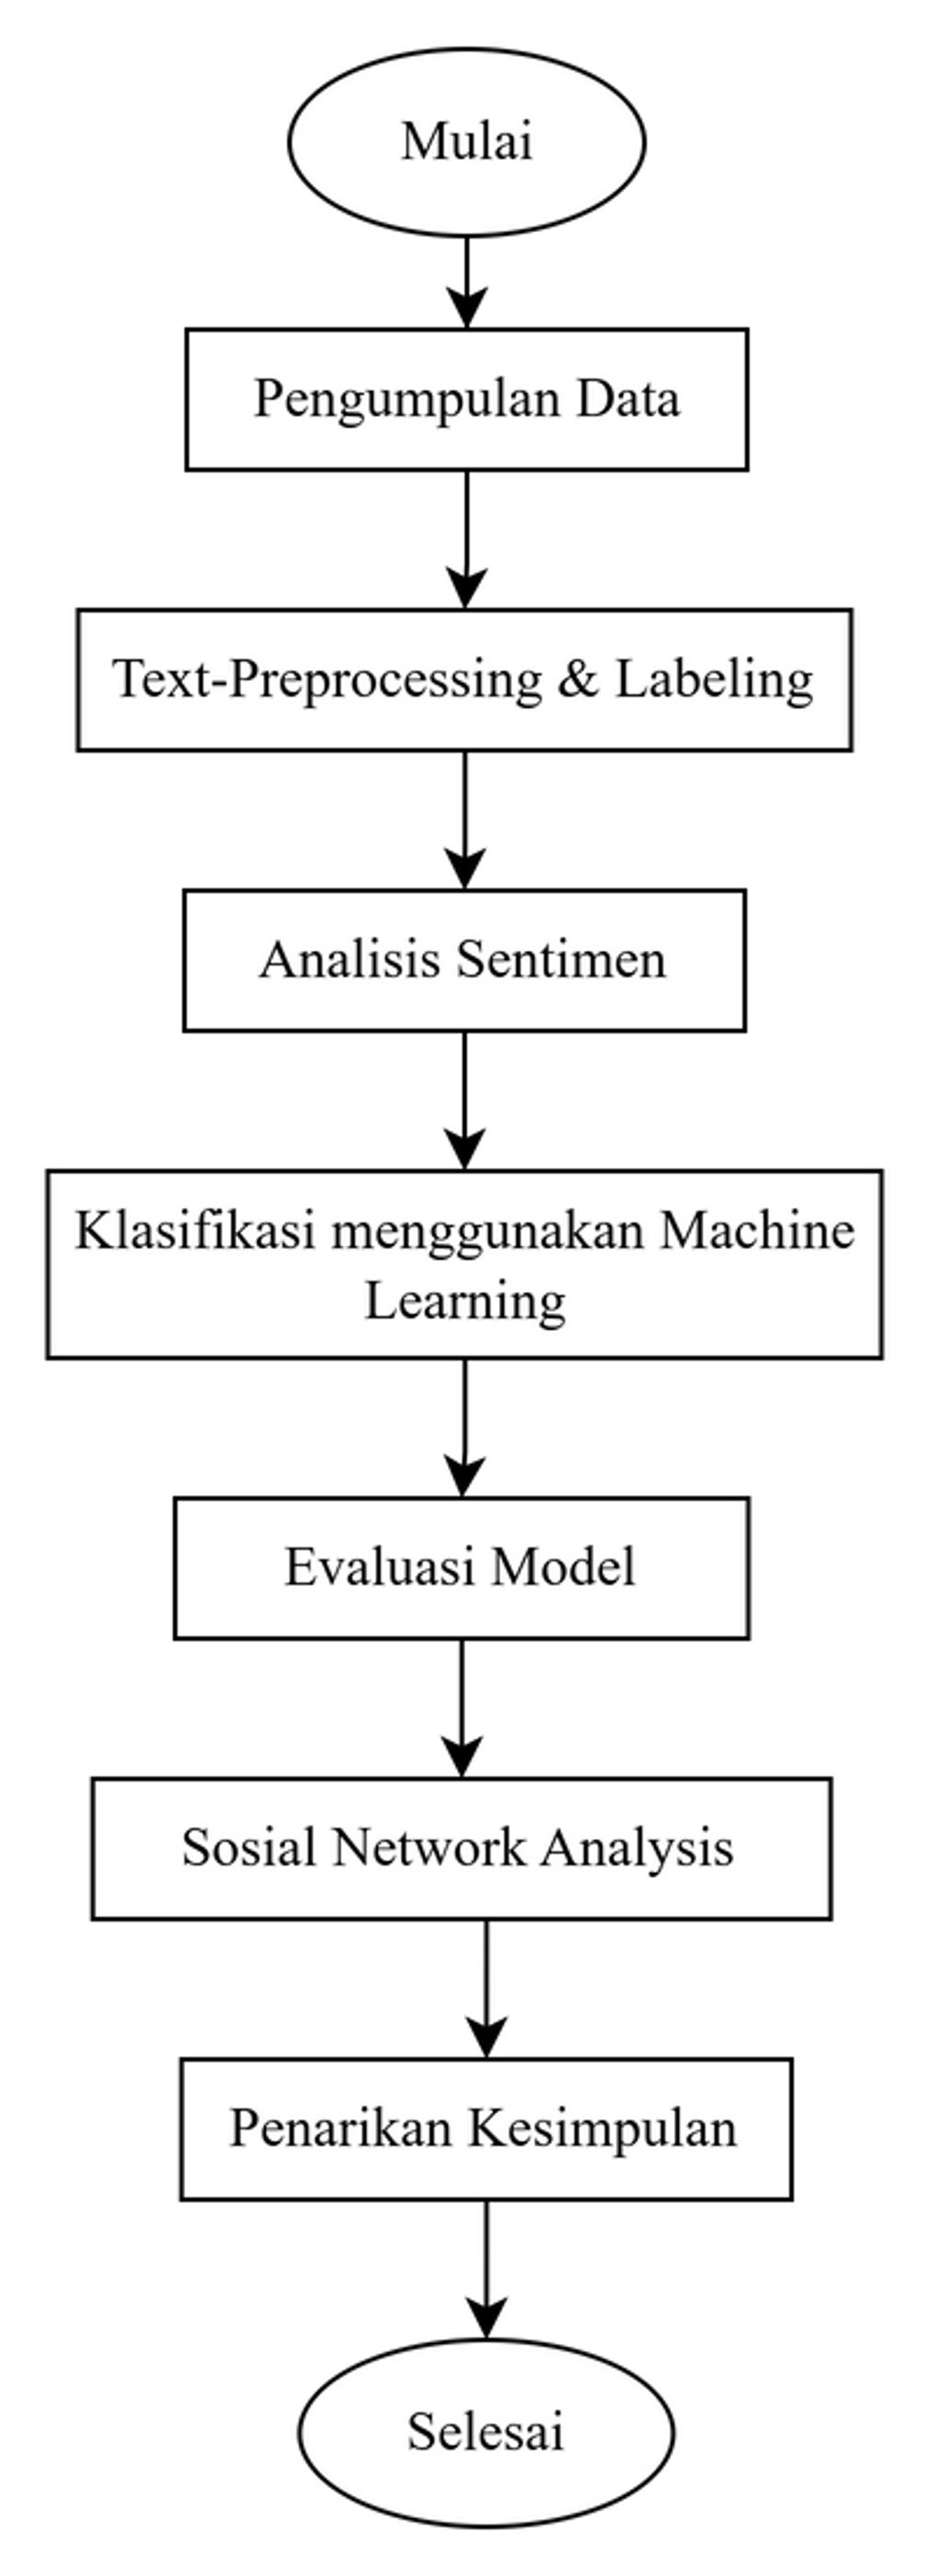 Mulai
Pengumpulan Data
Text-Preprocessing & Labeling
Analisis Sentimen
Klasifikasi menggunakan Machine
Learning
Evaluasi Model
Sosial Network Analysis
Penarikan Kesimpulan
Selesai